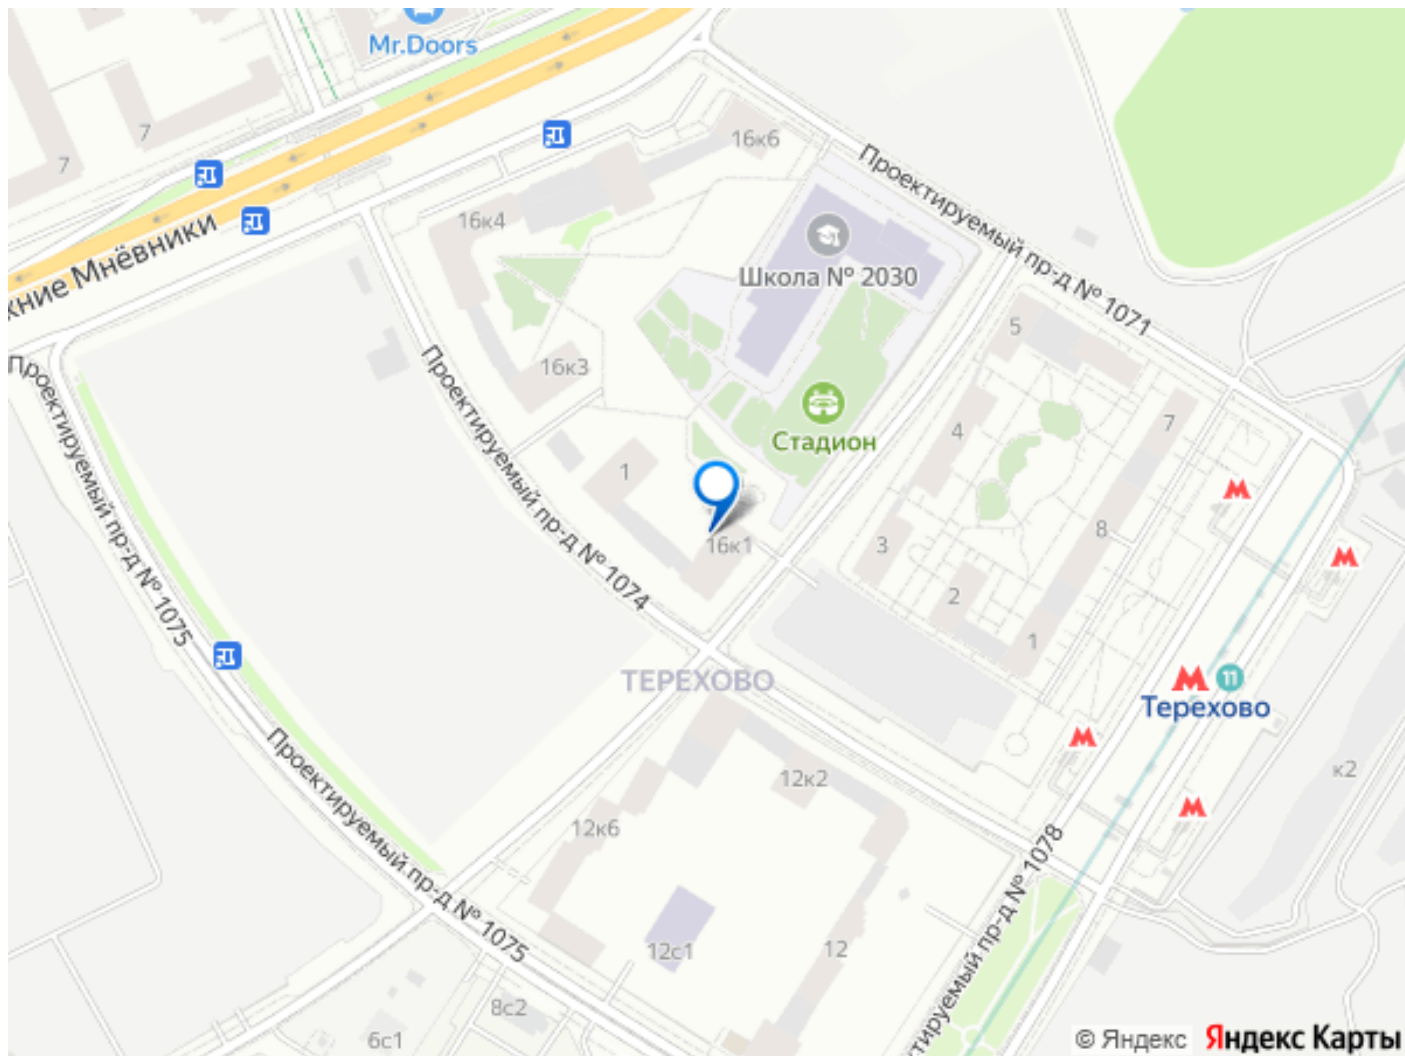 Mr.Doors
7
7
16к6
16к4
Проектируемый пр-д № 1071
Школа № 2030
хние Мнёвники
5
16к3
Проектируемый пр-д № 1074
Проектируемый пр-д № 1075
Стадион
4
7
1
16к1
3
8
2
1
ТЕРЕХОВО
11
Терехово
12к2
к2
12к6
Проектируемый пр-д № 1075
тируемый пр-д № 1078
12с1
12
8с2
6с1
© Яндекс Яндекс Карты